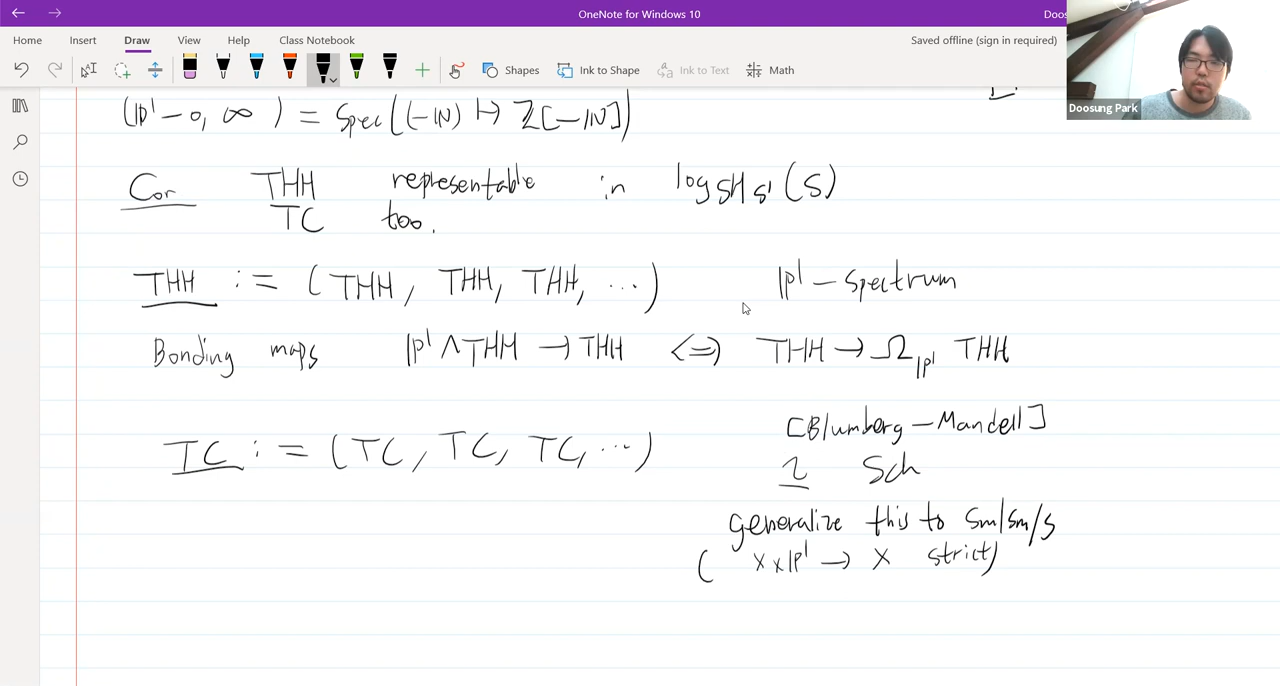 OneNote for Windows 10
Doos
Home Insert Draw View Help Class Notebook
Saved offline (sign in required)
Shapes Ink to Shape Ink to Text Math
Doosung Park
(ℙ¹ − 0, ∞) = Spec((−ℕ) ↦ ℤ[−ℕ])
Cor THH representable in logSH_{S¹}(S)
TC too.
THH := (THH, THH, THH, ...) ℙ¹ − spectrum
Bonding maps ℙ¹ ∧ THH → THH ⇔ THH → Ω_{ℙ¹} THH
[Blumberg − Mandell]
TC := (TC, TC, TC, ...)
Sch
generalize this to Sm/Sm/S
( X × ℙ¹ → X strict)